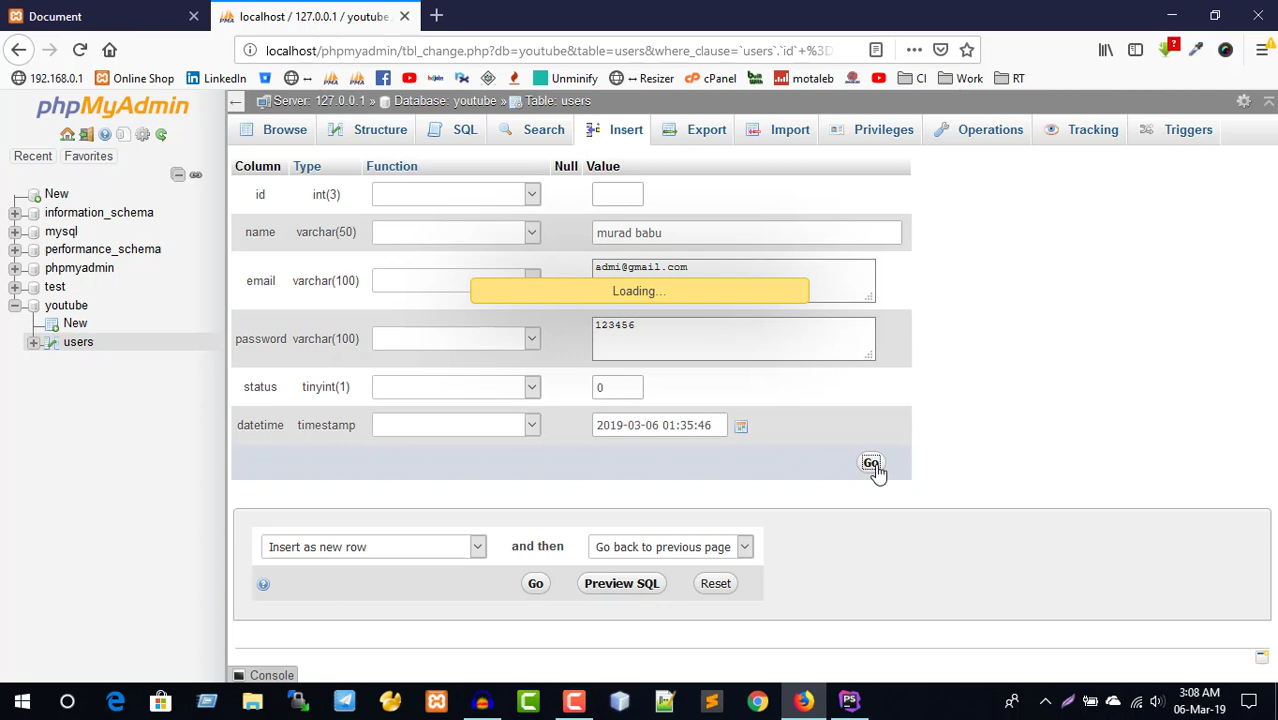 Document
localhost / 127.0.0.1 / youtube
localhost/phpmyadmin/tbl_change.php?db=youtube&table=users&where_clause=`users`.`id`+%3D
192.168.0.1
Online Shop
LinkedIn
Unminify
Resizer
cPanel
notaleb
CI
Work
RT
phpMyAdmin
Recent
Favorites
New
information_schema
mysql
performance_schema
phpmyadmin
test
youtube
New
users
Server: 127.0.0.1 » Database: youtube » Table: users
Browse
Structure
SQL
Search
Insert
Export
Import
Privileges
Operations
Tracking
Triggers
Column Type Function Null Value
id int(3)
name varchar(50) murad babu
email varchar(100) admi@gmail.com
Loading...
password varchar(100) 123456
status tinyint(1) 0
datetime timestamp 2019-03-06 01:35:46
Go
Insert as new row and then Go back to previous page
Go Preview SQL Reset
Console
3:08 AM
06-Mar-19